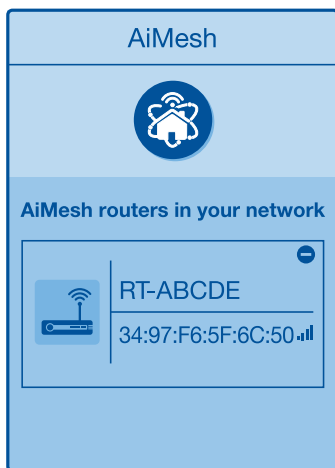 AiMesh
AiMesh routers in your network
RT-ABCDE
34:97:F6:5F:6C:50